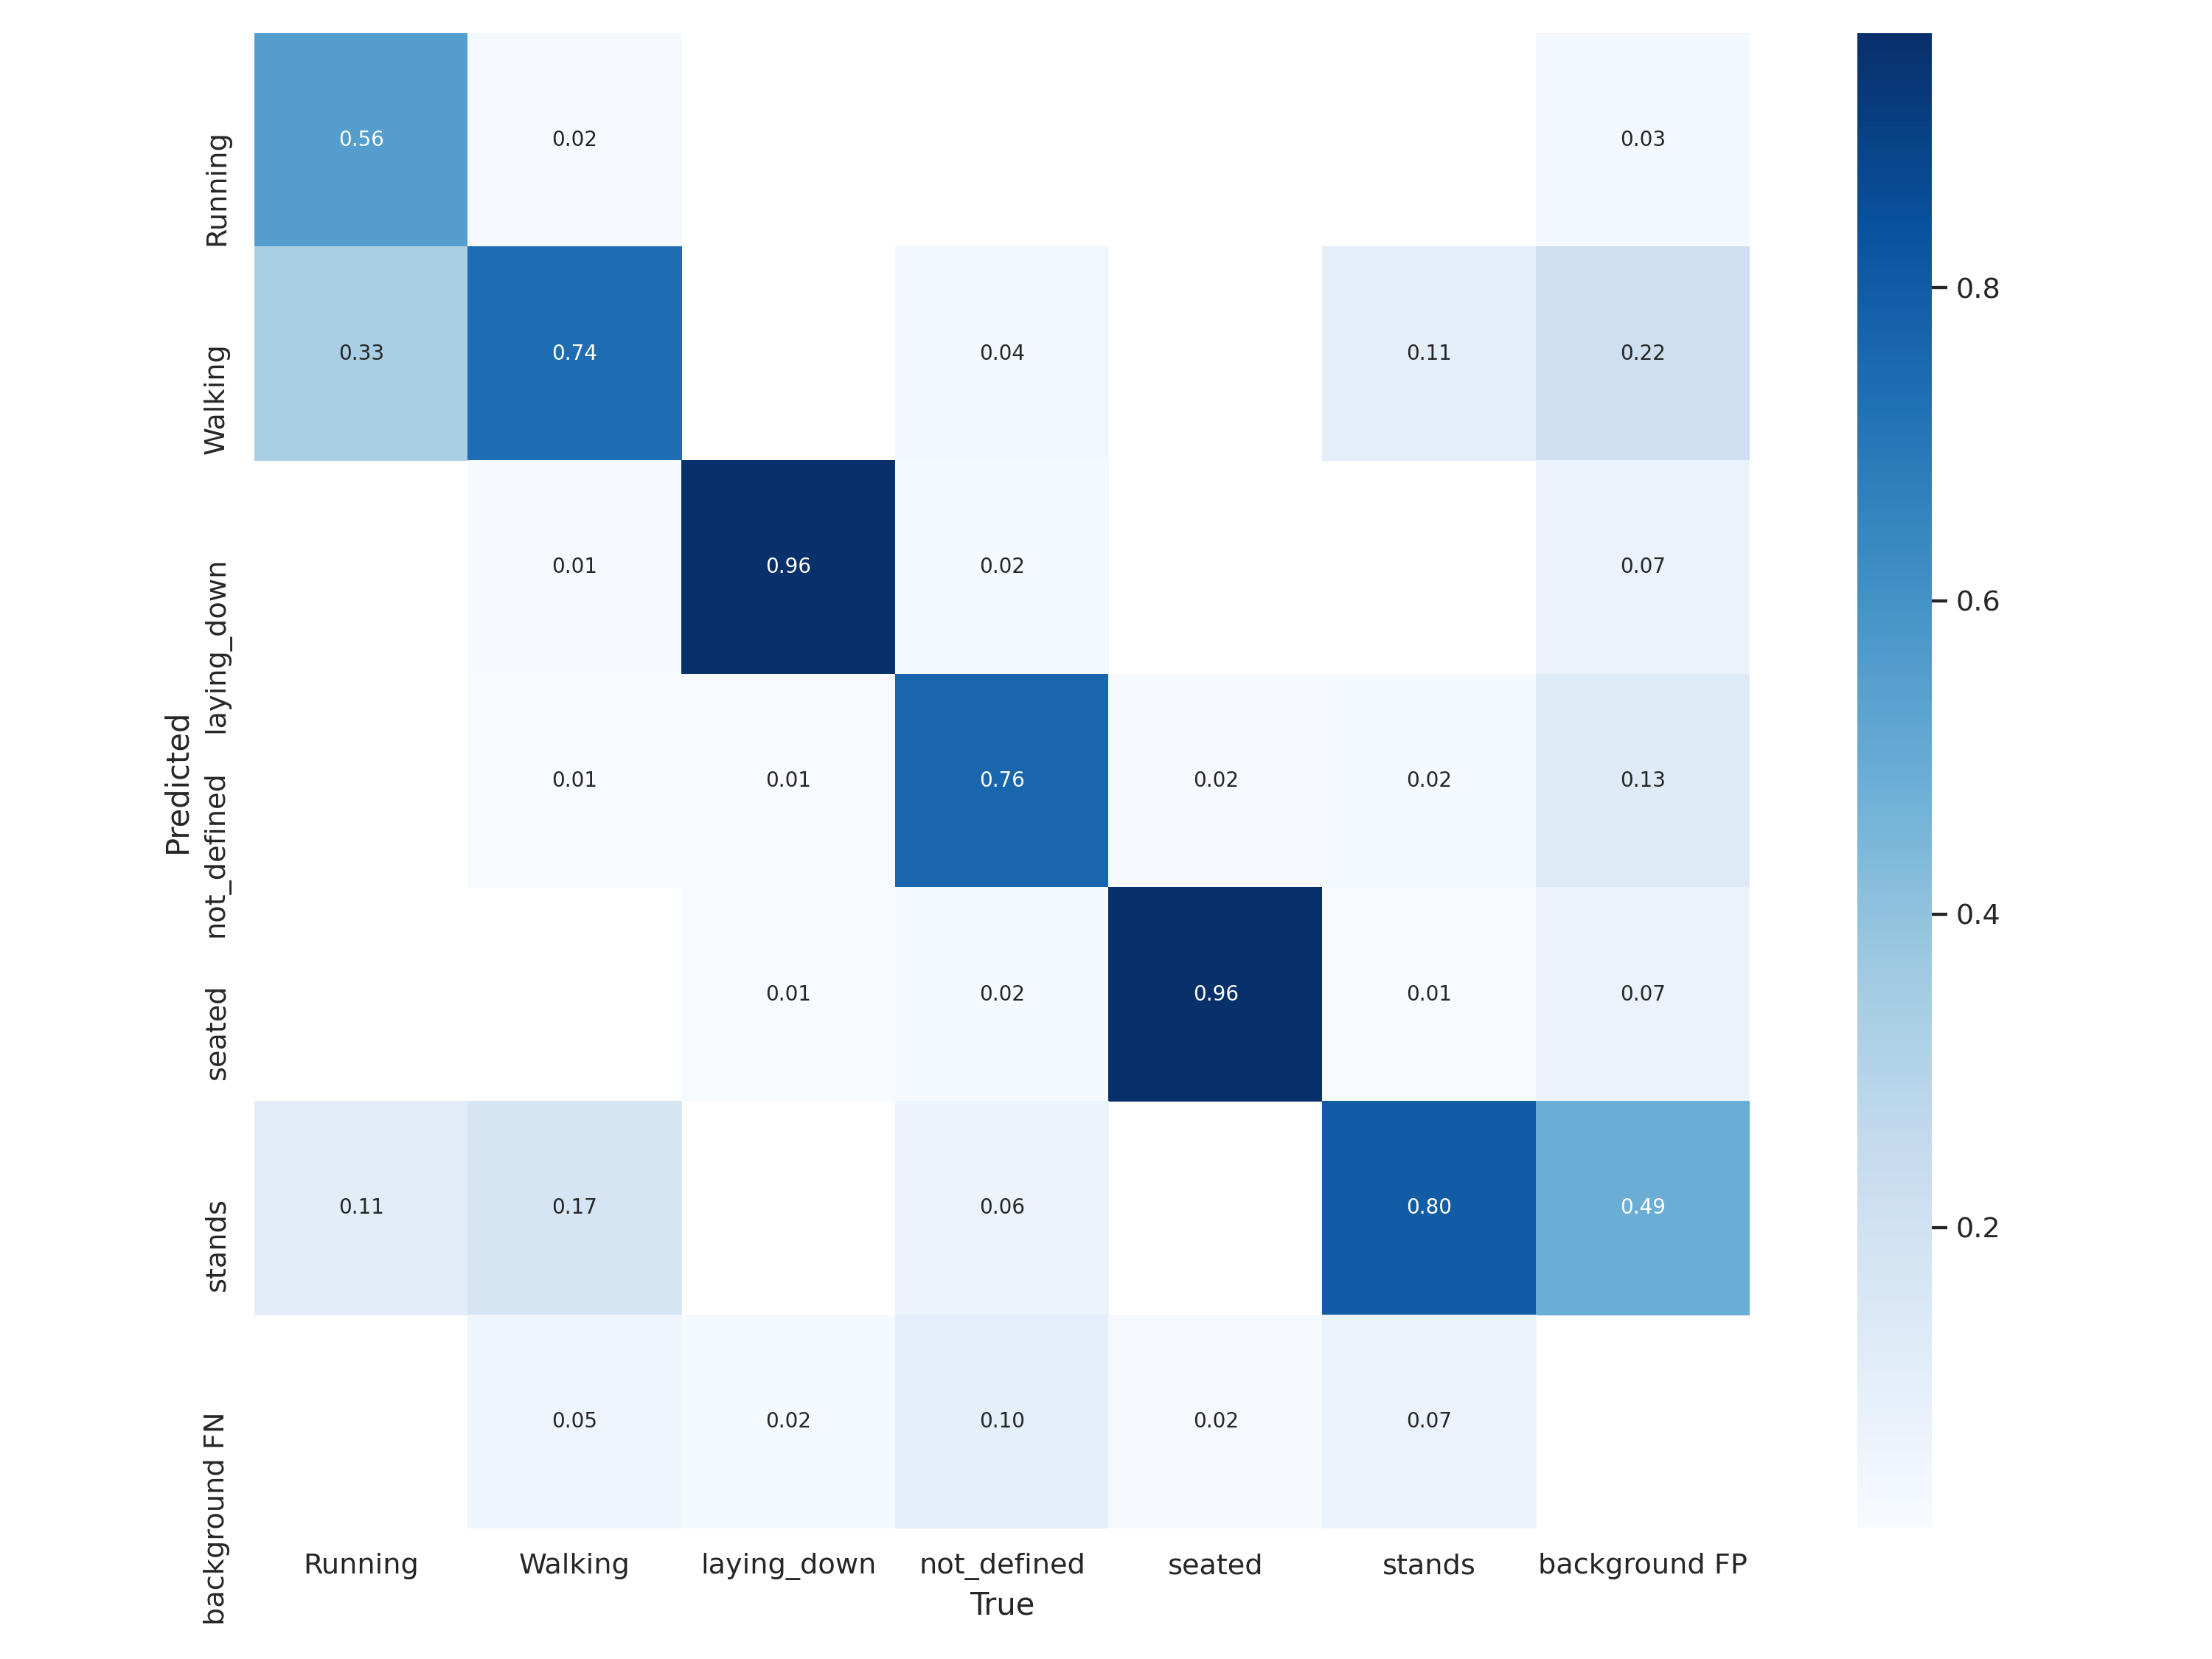 Running
0.56 0.02 0.03
Walking
0.33 0.74 0.04 0.11 0.22
laying_down
0.01 0.96 0.02 0.07
not_defined
0.01 0.01 0.76 0.02 0.02 0.13
seated
0.01 0.02 0.96 0.01 0.07
stands
0.11 0.17 0.06 0.80 0.49
background FN
0.05 0.02 0.10 0.02 0.07
Predicted
Running Walking laying_down not_defined seated stands background FP
True
0.8
0.6
0.4
0.2